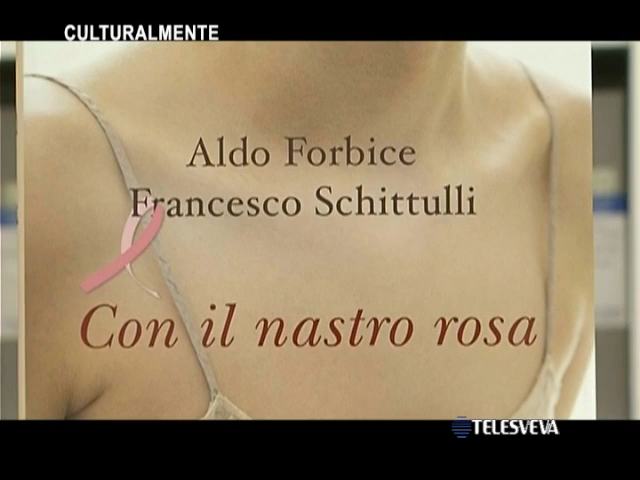 CULTURALMENTE
Aldo Forbice
Francesco Schittulli
Con il nastro rosa
TELESVEVA